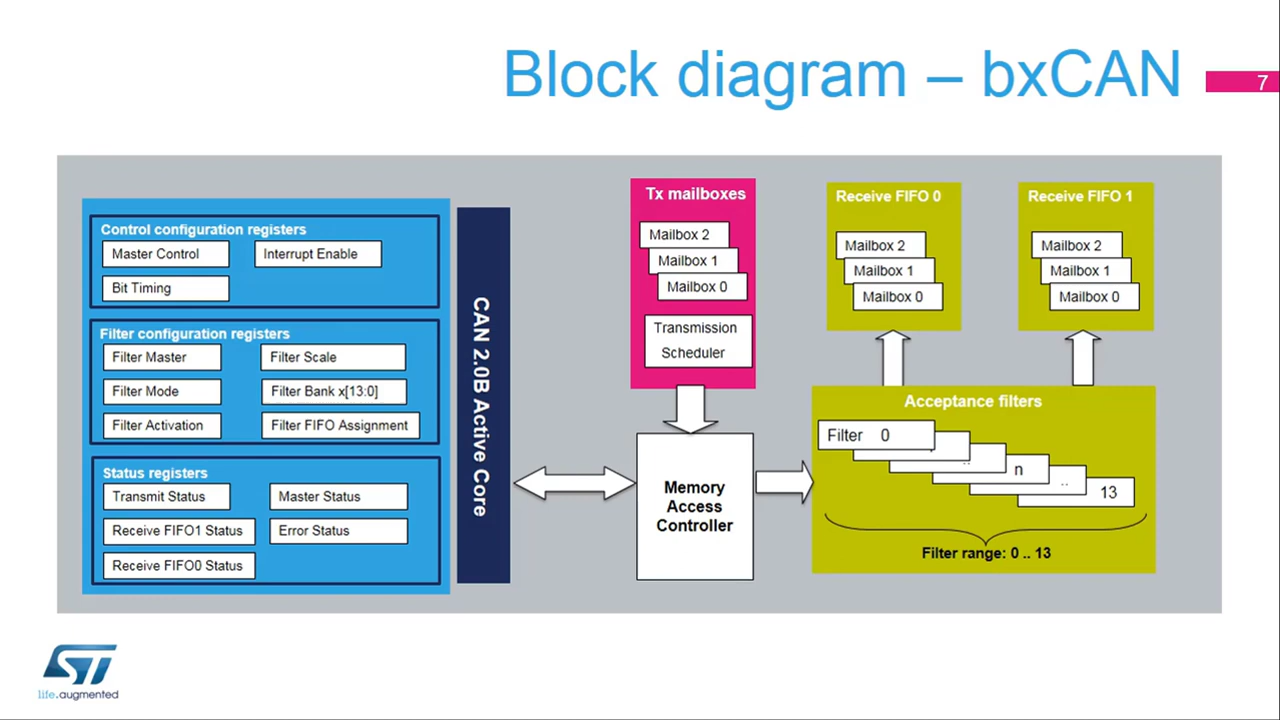 Block diagram – bxCAN
7
Control configuration registers
Master Control
Interrupt Enable
Bit Timing
Filter configuration registers
Filter Master
Filter Scale
Filter Mode
Filter Bank x[13:0]
Filter Activation
Filter FIFO Assignment
Status registers
Transmit Status
Master Status
Receive FIFO1 Status
Error Status
Receive FIFO0 Status
CAN 2.0B Active Core
Tx mailboxes
Mailbox 2
Mailbox 1
Mailbox 0
Transmission
Scheduler
Memory
Access
Controller
Receive FIFO 0
Mailbox 2
Mailbox 1
Mailbox 0
Receive FIFO 1
Mailbox 2
Mailbox 1
Mailbox 0
Acceptance filters
Filter 0
..
n
..
13
Filter range: 0 .. 13
ST
life.augmented